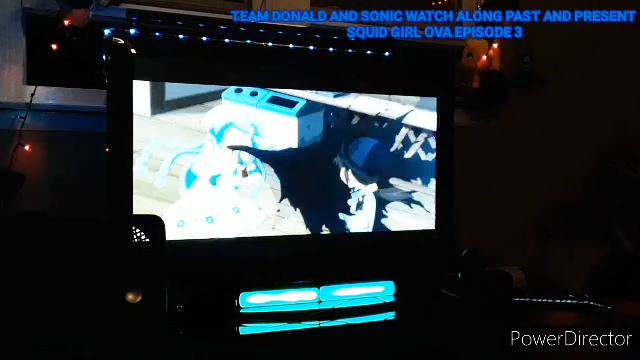 TEAM DONALD AND SONIC WATCH ALONG PAST AND PRESENT
SQUID GIRL OVA EPISODE 3
PowerDirector